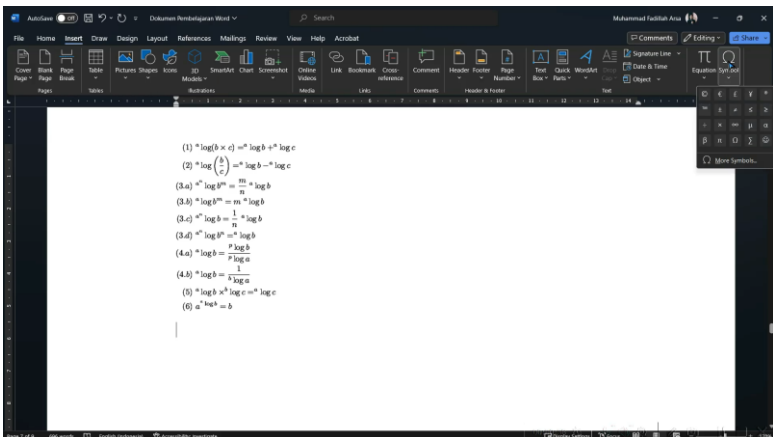 AutoSave Off Dokumen Pembelajaran Word Search Muhammad Fadillah Arsa
File Home Insert Draw Design Layout References Mailings Review View Help Acrobat Comments Editing Share
Cover Page Blank Page Page Break Table Pictures Shapes Icons 3D Models SmartArt Chart Screenshot Online Videos Link Bookmark Cross-reference Comment Header Footer Page Number Text Box Quick Parts WordArt Drop Cap Signature Line Date & Time Object Equation Symbol
Pages Tables Illustrations Media Links Comments Header & Footer Text
© € £ ¥ ®
™ ± ≠ ≤ ≥
÷ × ∞ µ α
β π Ω ∑ ☺
Ω More Symbols...
(1) ᵃlog(b × c) =ᵃ log b +ᵃ log c
(2) ᵃlog (b/c) =ᵃ log b −ᵃ log c
(3.a) ᵃⁿ log bᵐ = m/n ᵃ log b
(3.b) ᵃ log bᵐ = m ᵃ log b
(3.c) ᵃⁿ log b = 1/n ᵃ log b
(3.d) ᵃⁿ log bⁿ =ᵃ log b
(4.a) ᵃ log b = ᵖ log b / ᵖ log a
(4.b) ᵃ log b = 1 / ᵇ log a
(5) ᵃ log b ×ᵇ log c =ᵃ log c
(6) a^(ᵃ log b) = b